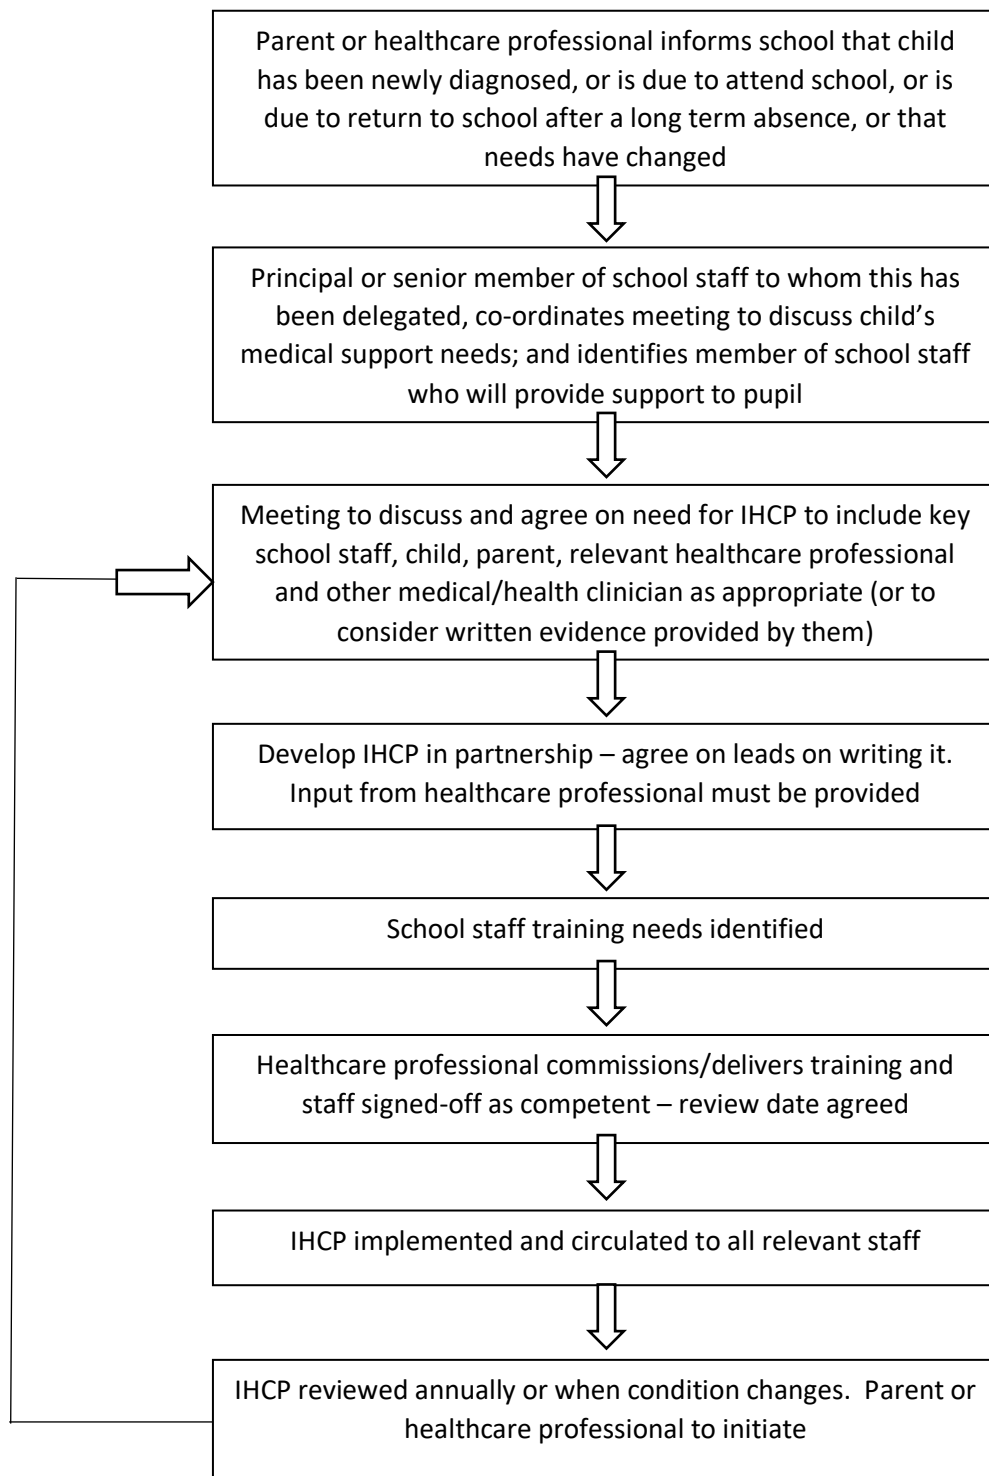 Parent or healthcare professional informs school that child
has been newly diagnosed, or is due to attend school, or is
due to return to school after a long term absence, or that
needs have changed
Principal or senior member of school staff to whom this has
been delegated, co-ordinates meeting to discuss child’s
medical support needs; and identifies member of school staff
who will provide support to pupil
Meeting to discuss and agree on need for IHCP to include key
school staff, child, parent, relevant healthcare professional
and other medical/health clinician as appropriate (or to
consider written evidence provided by them)
Develop IHCP in partnership – agree on leads on writing it.
Input from healthcare professional must be provided
School staff training needs identified
Healthcare professional commissions/delivers training and
staff signed-off as competent – review date agreed
IHCP implemented and circulated to all relevant staff
IHCP reviewed annually or when condition changes.  Parent or
healthcare professional to initiate